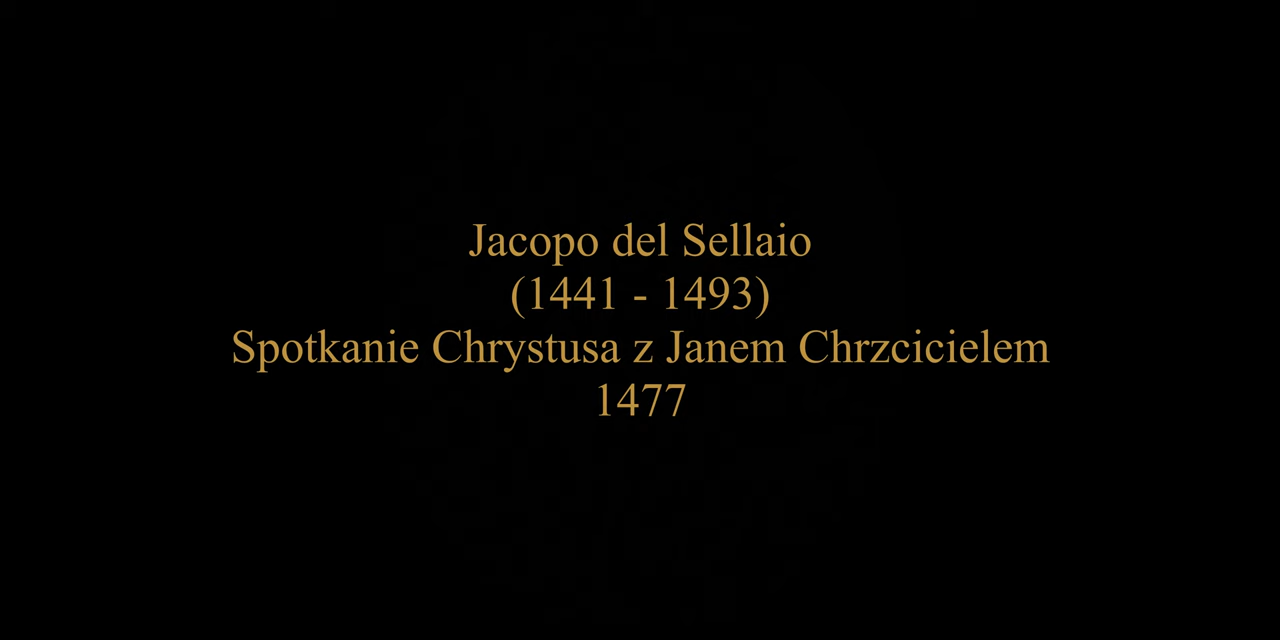 Jacopo del Sellaio
(1441 - 1493)
Spotkanie Chrystusa z Janem Chrzcicielem
1477